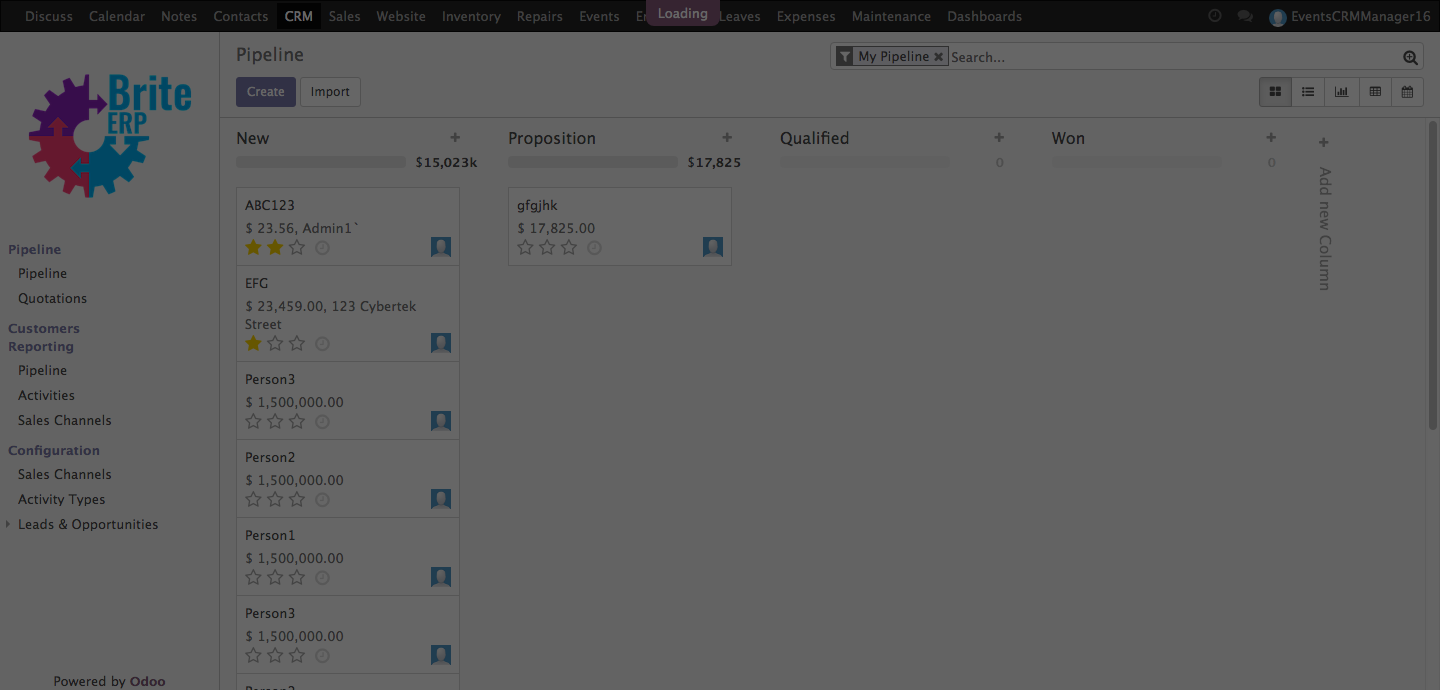 Discuss Calendar Notes Contacts CRM Sales Website Inventory Repairs Events Loading Leaves Expenses Maintenance Dashboards EventsCRMManager16
Brite
ERP
Pipeline
My Pipeline Search...
Create Import
New $15,023k
Proposition $17,825
Qualified 0
Won 0
Add new Column
ABC123
$ 23.56, Admin1`
EFG
$ 23,459.00, 123 Cybertek
Street
Person3
$ 1,500,000.00
Person2
$ 1,500,000.00
Person1
$ 1,500,000.00
Person3
$ 1,500,000.00
gfgjhk
$ 17,825.00
Pipeline
Pipeline
Quotations
Customers
Reporting
Pipeline
Activities
Sales Channels
Configuration
Sales Channels
Activity Types
Leads & Opportunities
Powered by Odoo